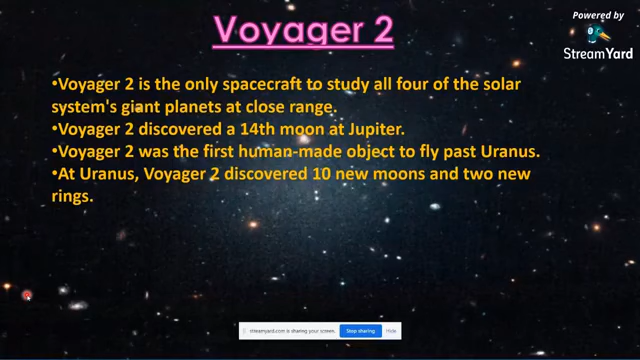 Voyager 2
Powered by
StreamYard
•Voyager 2 is the only spacecraft to study all four of the solar
system's giant planets at close range.
•Voyager 2 discovered a 14th moon at Jupiter.
•Voyager 2 was the first human-made object to fly past Uranus.
•At Uranus, Voyager 2 discovered 10 new moons and two new
rings.
streamyard.com is sharing your screen. Stop sharing Hide